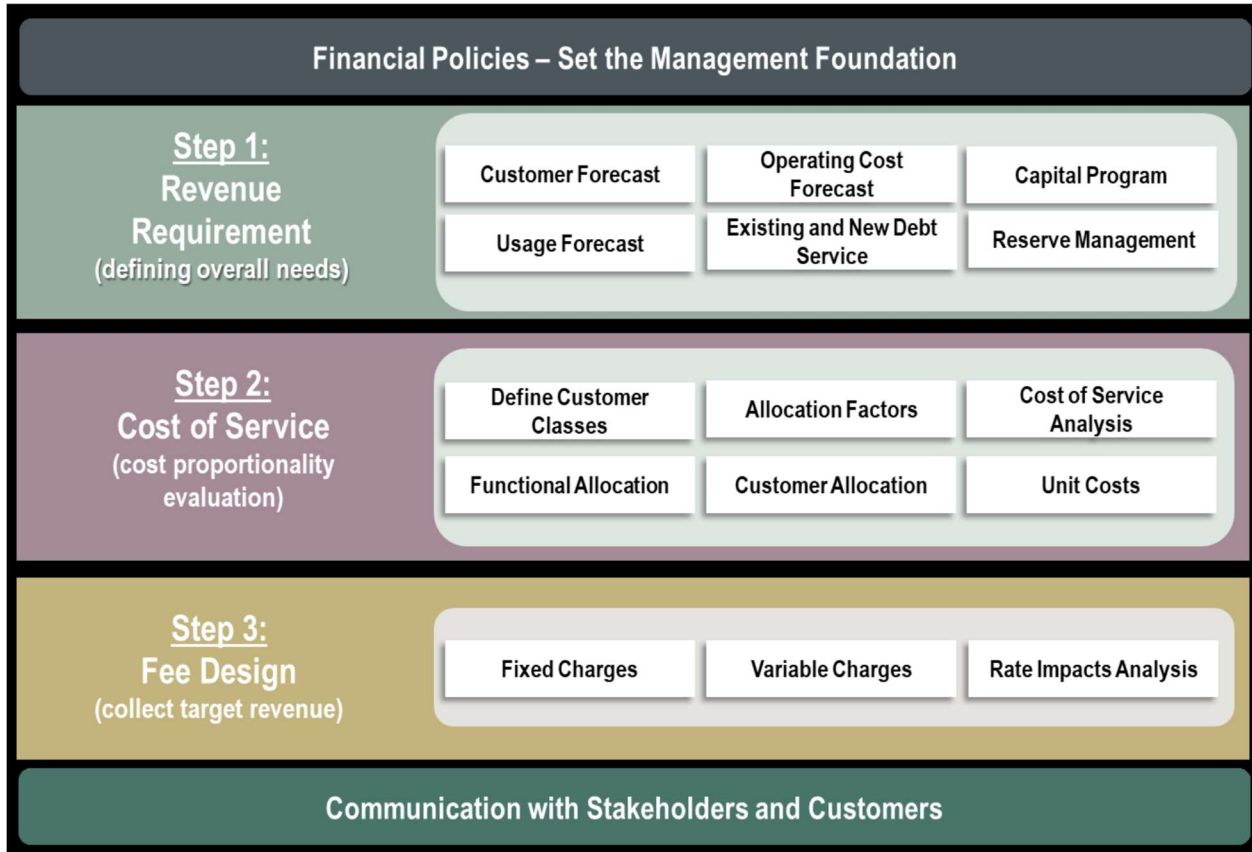 Financial Policies – Set the Management Foundation
Step 1:
Revenue
Requirement
(defining overall needs)
Customer Forecast
Operating Cost
Forecast
Capital Program
Usage Forecast
Existing and New Debt
Service
Reserve Management
Step 2:
Cost of Service
(cost proportionality
evaluation)
Define Customer
Classes
Allocation Factors
Cost of Service
Analysis
Functional Allocation
Customer Allocation
Unit Costs
Step 3:
Fee Design
(collect target revenue)
Fixed Charges
Variable Charges
Rate Impacts Analysis
Communication with Stakeholders and Customers